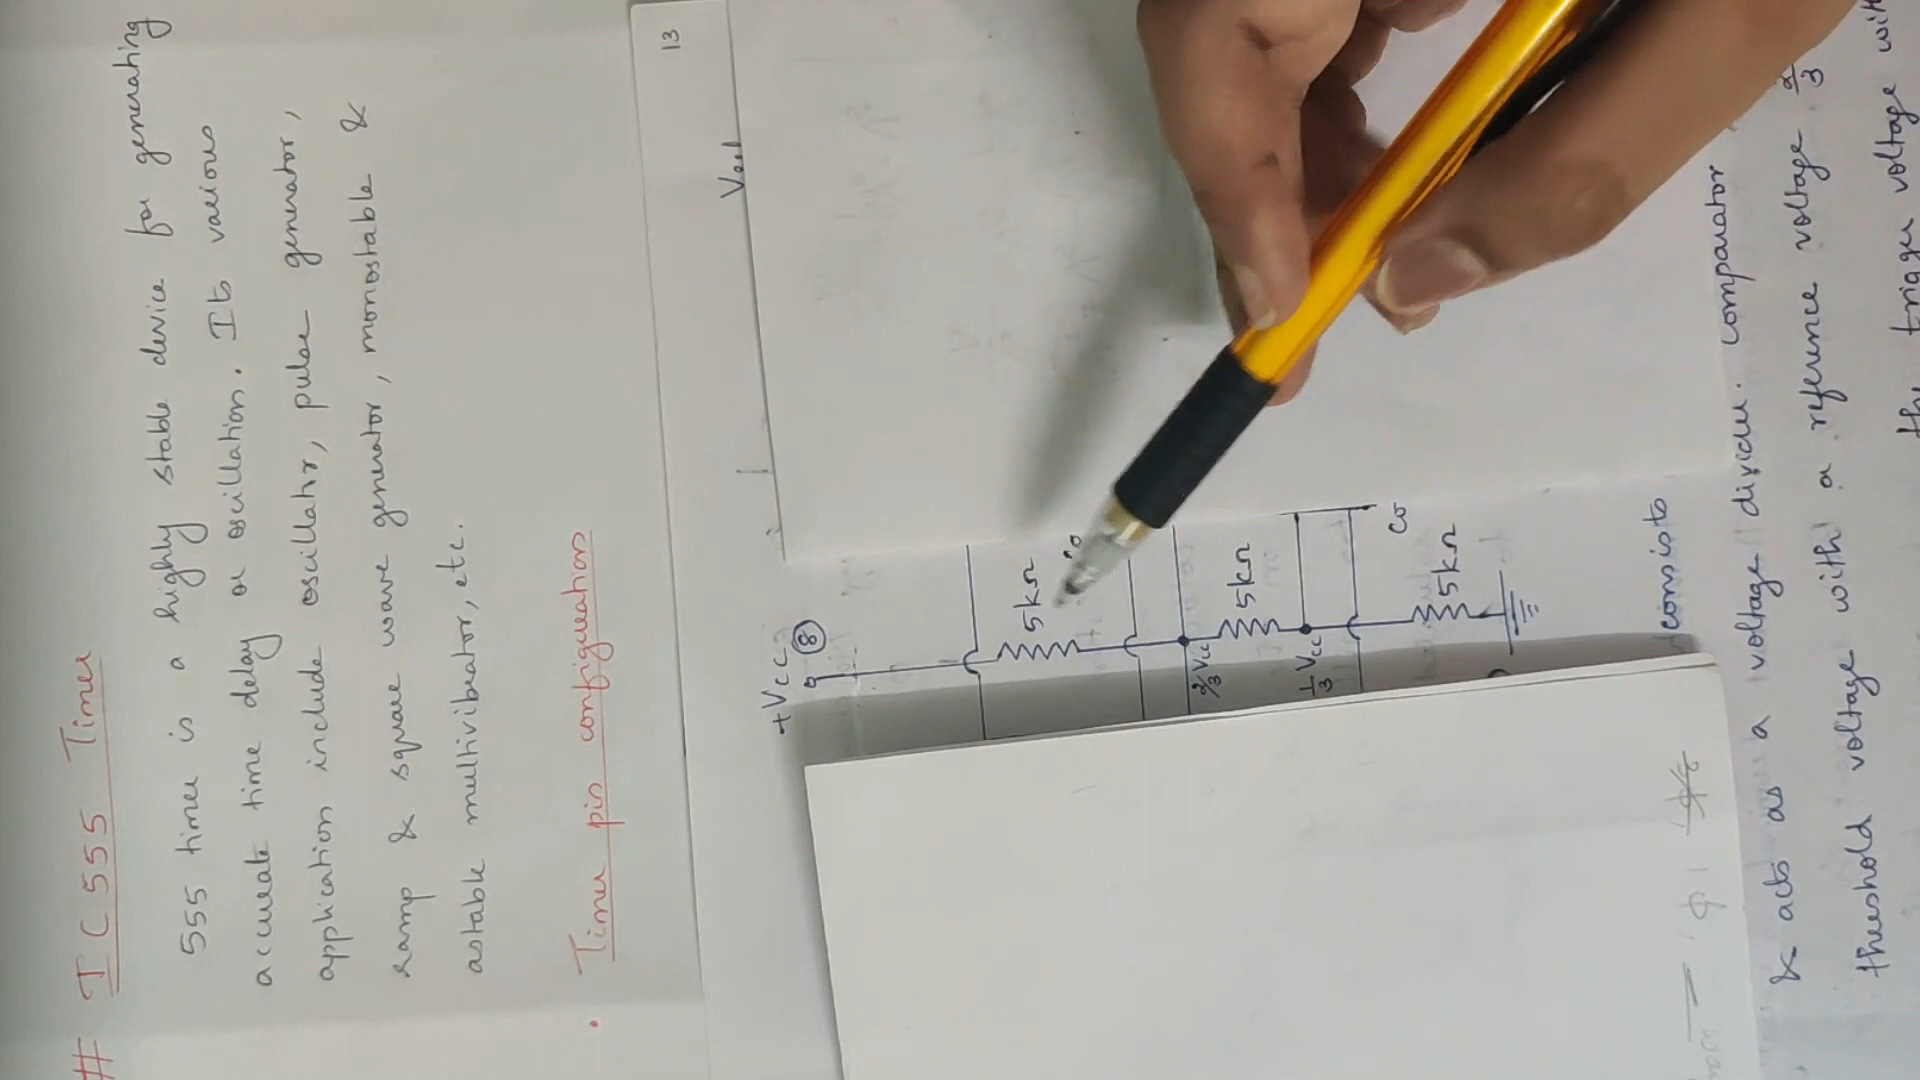 # IC 555 Timer
555 timer is a highly stable device for generating
accurate time delay or oscillation. Its various
application include oscillator, pulse generator,
ramp & square wave generator, monostable &
astable multivibrator, etc.
• Timer pin configuration
13
+Vcc
8
5kΩ
2/3 Vcc
5kΩ
1/3 Vcc
Co
5kΩ
consists
& acts as a voltage divider. comparator
threshold voltage with a reference voltage 2/3
the trigger voltage with